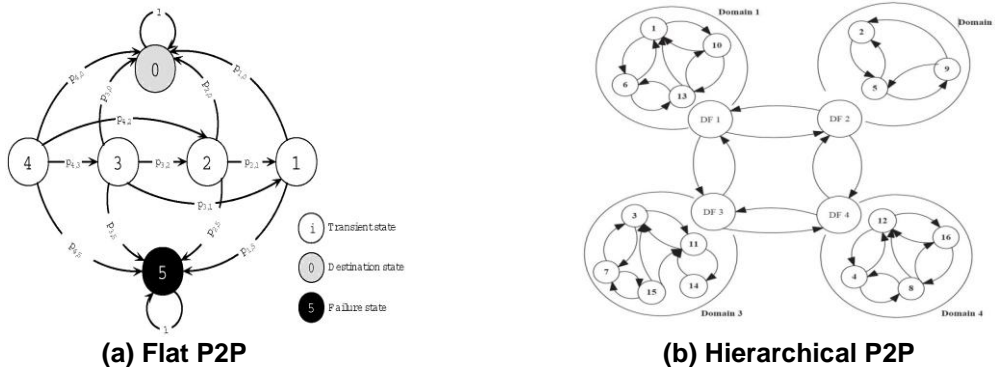 1
0
P4,0
P3,0
P2,0
P1,0
P4,2
4
P4,3
3
P3,2
2
P2,1
1
P3,1
P4,5
P3,5
P2,5
P1,5
5
1
i Transient state
0 Destination state
5 Failure state
(a) Flat P2P
Domain 1
1
10
6
13
Domain
2
9
5
DF 1
DF 2
DF 3
DF 4
3
11
7
15
14
Domain 3
12
16
4
8
Domain 4
(b) Hierarchical P2P